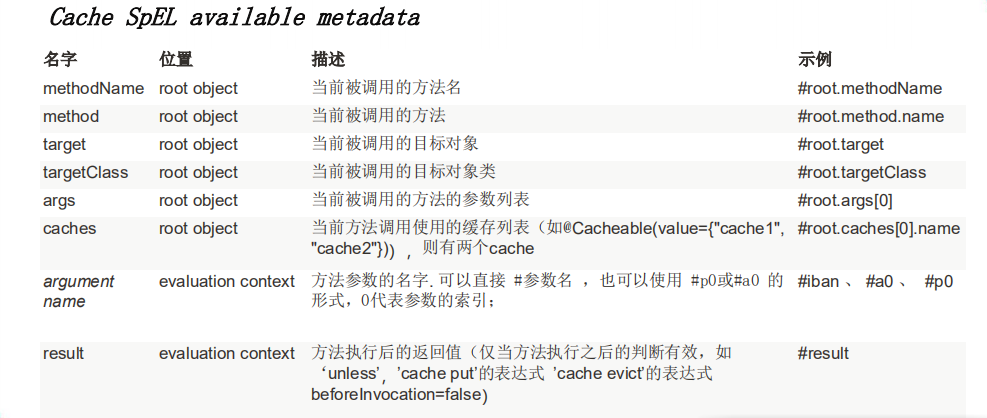 Cache SpEL available metadata
名字 位置 描述 示例
methodName root object 当前被调用的方法名 #root.methodName
method root object 当前被调用的方法 #root.method.name
target root object 当前被调用的目标对象 #root.target
targetClass root object 当前被调用的目标对象类 #root.targetClass
args root object 当前被调用的方法的参数列表 #root.args[0]
caches root object 当前方法调用使用的缓存列表（如@Cacheable(value={"cache1", #root.caches[0].name
"cache2"})），则有两个cache
argument evaluation context 方法参数的名字. 可以直接 #参数名 ，也可以使用 #p0或#a0 的 #iban 、 #a0 、 #p0
name 形式，0代表参数的索引；
result evaluation context 方法执行后的返回值（仅当方法执行之后的判断有效，如 #result
‘unless’，’cache put’的表达式 ’cache evict’的表达式
beforeInvocation=false）